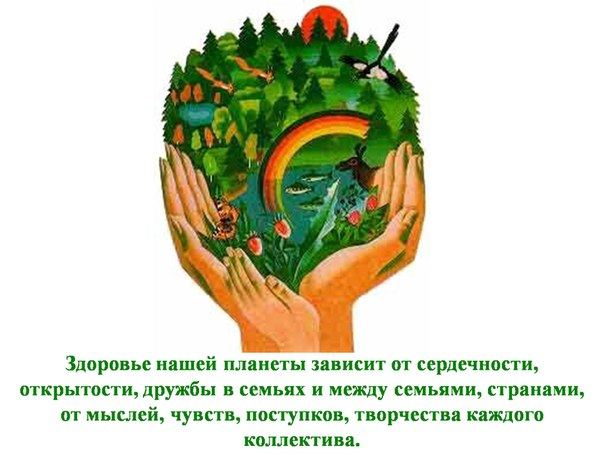 Здоровье нашей планеты зависит от сердечности,
открытости, дружбы в семьях и между семьями, странами,
от мыслей, чувств, поступков, творчества каждого
коллектива.